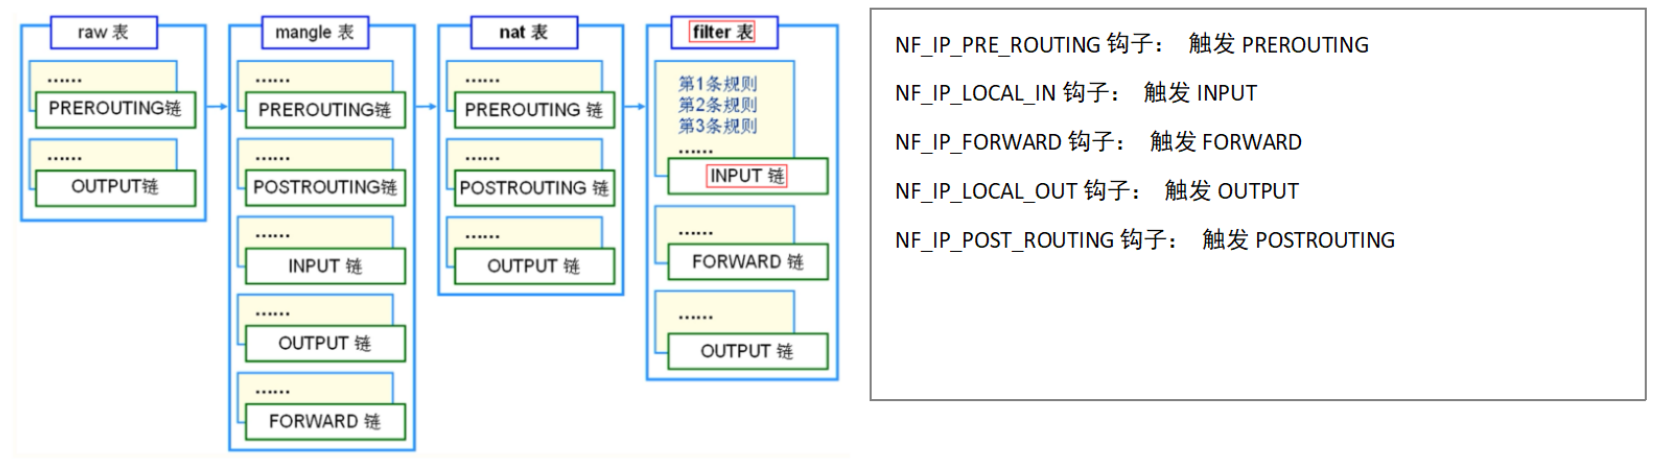 raw 表
......
PREROUTING链
......
OUTPUT链
mangle 表
......
PREROUTING链
......
POSTROUTING链
......
INPUT 链
......
OUTPUT 链
......
FORWARD 链
nat 表
......
PREROUTING 链
......
POSTROUTING 链
......
OUTPUT 链
filter 表
第1条规则
第2条规则
第3条规则
......
INPUT 链
......
FORWARD 链
......
OUTPUT 链
NF_IP_PRE_ROUTING 钩子： 触发 PREROUTING
NF_IP_LOCAL_IN 钩子： 触发 INPUT
NF_IP_FORWARD 钩子： 触发 FORWARD
NF_IP_LOCAL_OUT 钩子： 触发 OUTPUT
NF_IP_POST_ROUTING 钩子： 触发 POSTROUTING